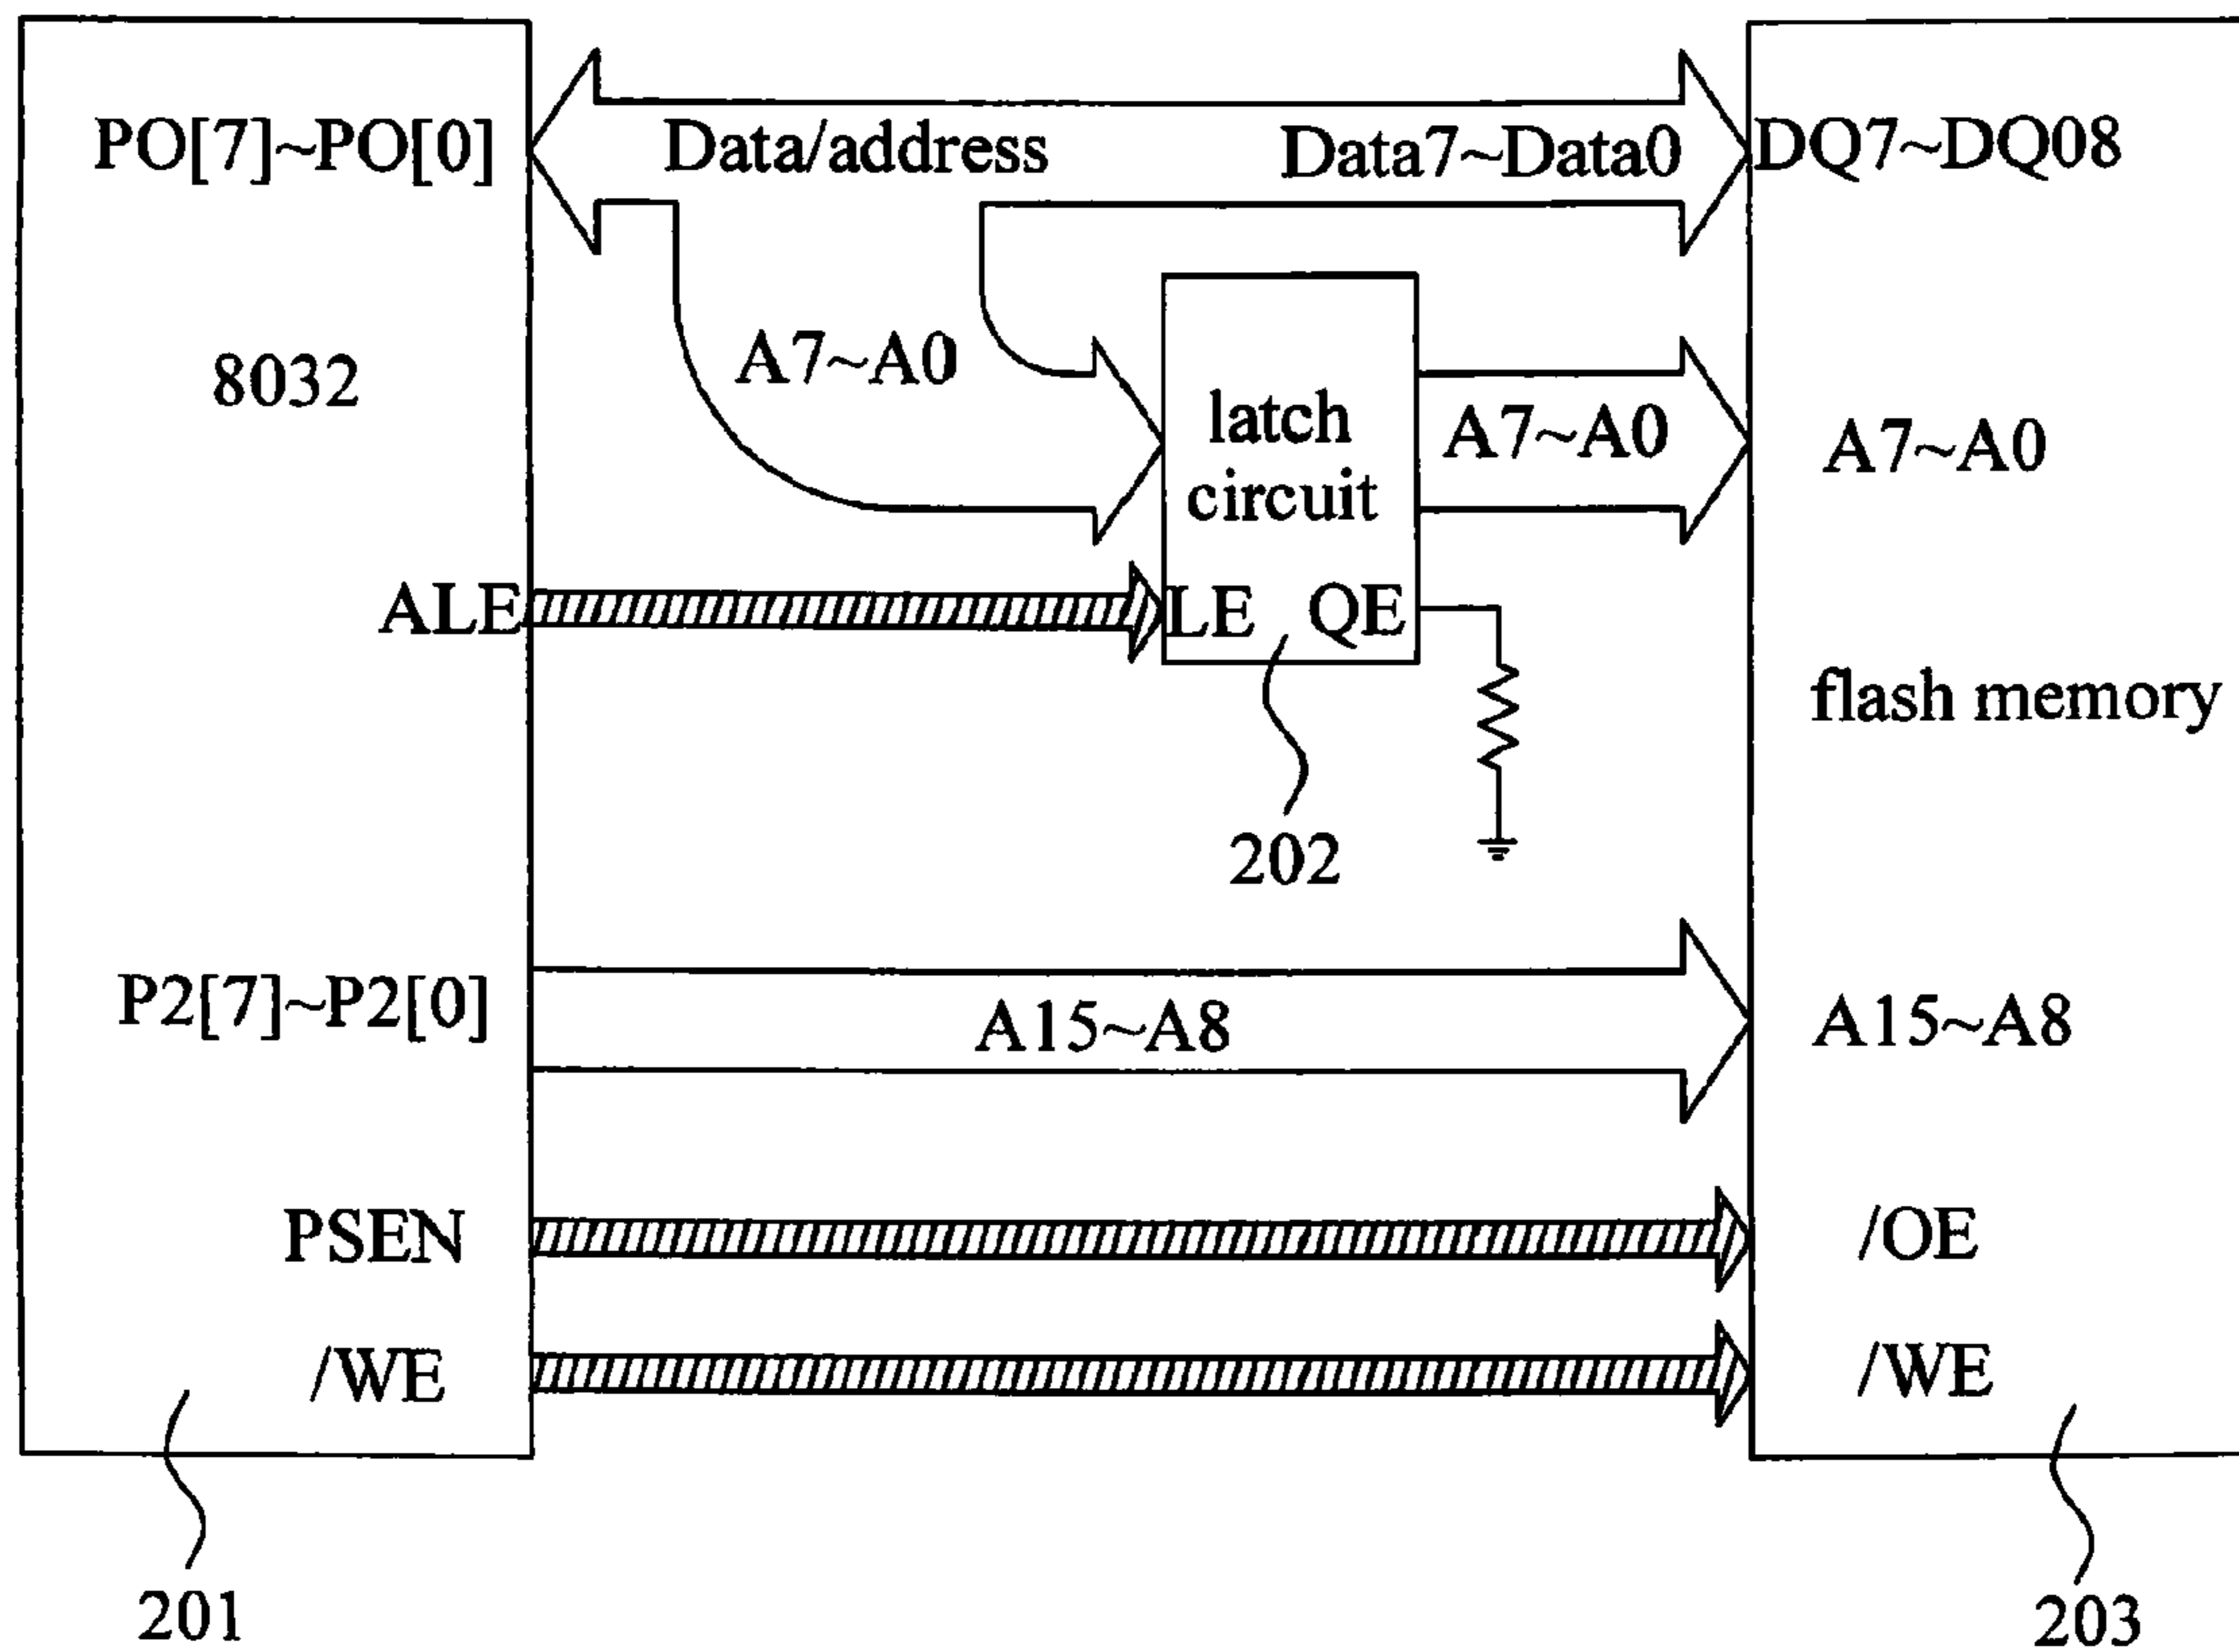 PO[7]~PO[0]
Data/address
Data7~Data0
DQ7~DQ08
8032
A7~A0
latch
circuit
A7~A0
A7~A0
ALE
LE
QE
flash memory
202
P2[7]~P2[0]
A15~A8
A15~A8
PSEN
/OE
/WE
/WE
201
203